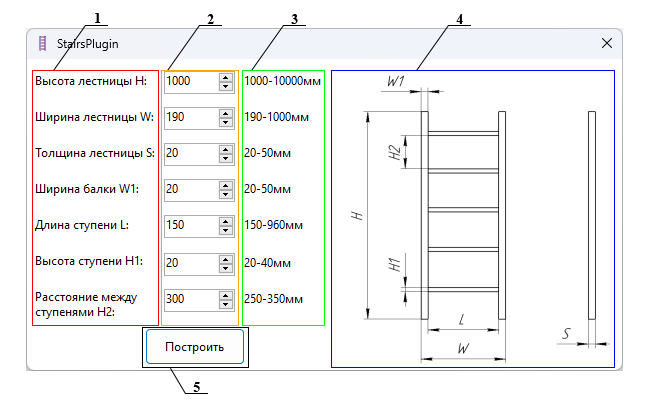 1 2 3 4
StairsPlugin
Высота лестницы H: 1000 1000-10000мм
Ширина лестницы W: 190 190-1000мм
Толщина лестницы S: 20 20-50мм
Ширина балки W1: 20 20-50мм
Длина ступени L: 150 150-960мм
Высота ступени H1: 20 20-40мм
Расстояние между
ступенями H2: 300 250-350мм
W1
H2
H
H1
L
S
W
Построить
5